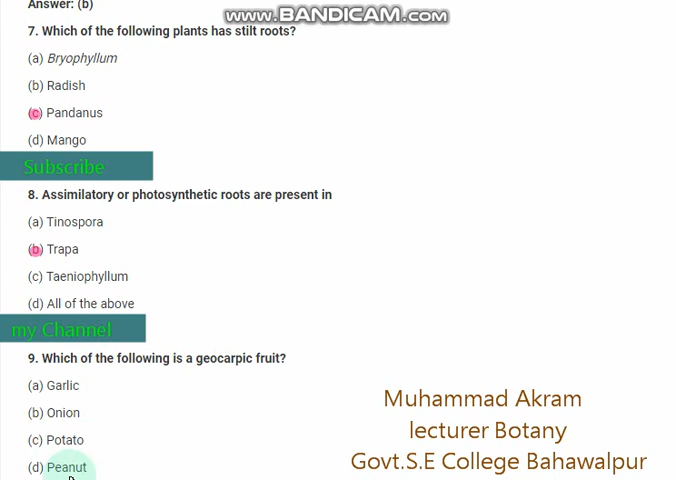 Answer: (b)
www.BANDICAM.com
7. Which of the following plants has stilt roots?
(a) Bryophyllum
(b) Radish
(c) Pandanus
(d) Mango
Subscribe
8. Assimilatory or photosynthetic roots are present in
(a) Tinospora
(b) Trapa
(c) Taeniophyllum
(d) All of the above
my Channel
9. Which of the following is a geocarpic fruit?
(a) Garlic
(b) Onion
(c) Potato
(d) Peanut
Muhammad Akram
lecturer Botany
Govt.S.E College Bahawalpur